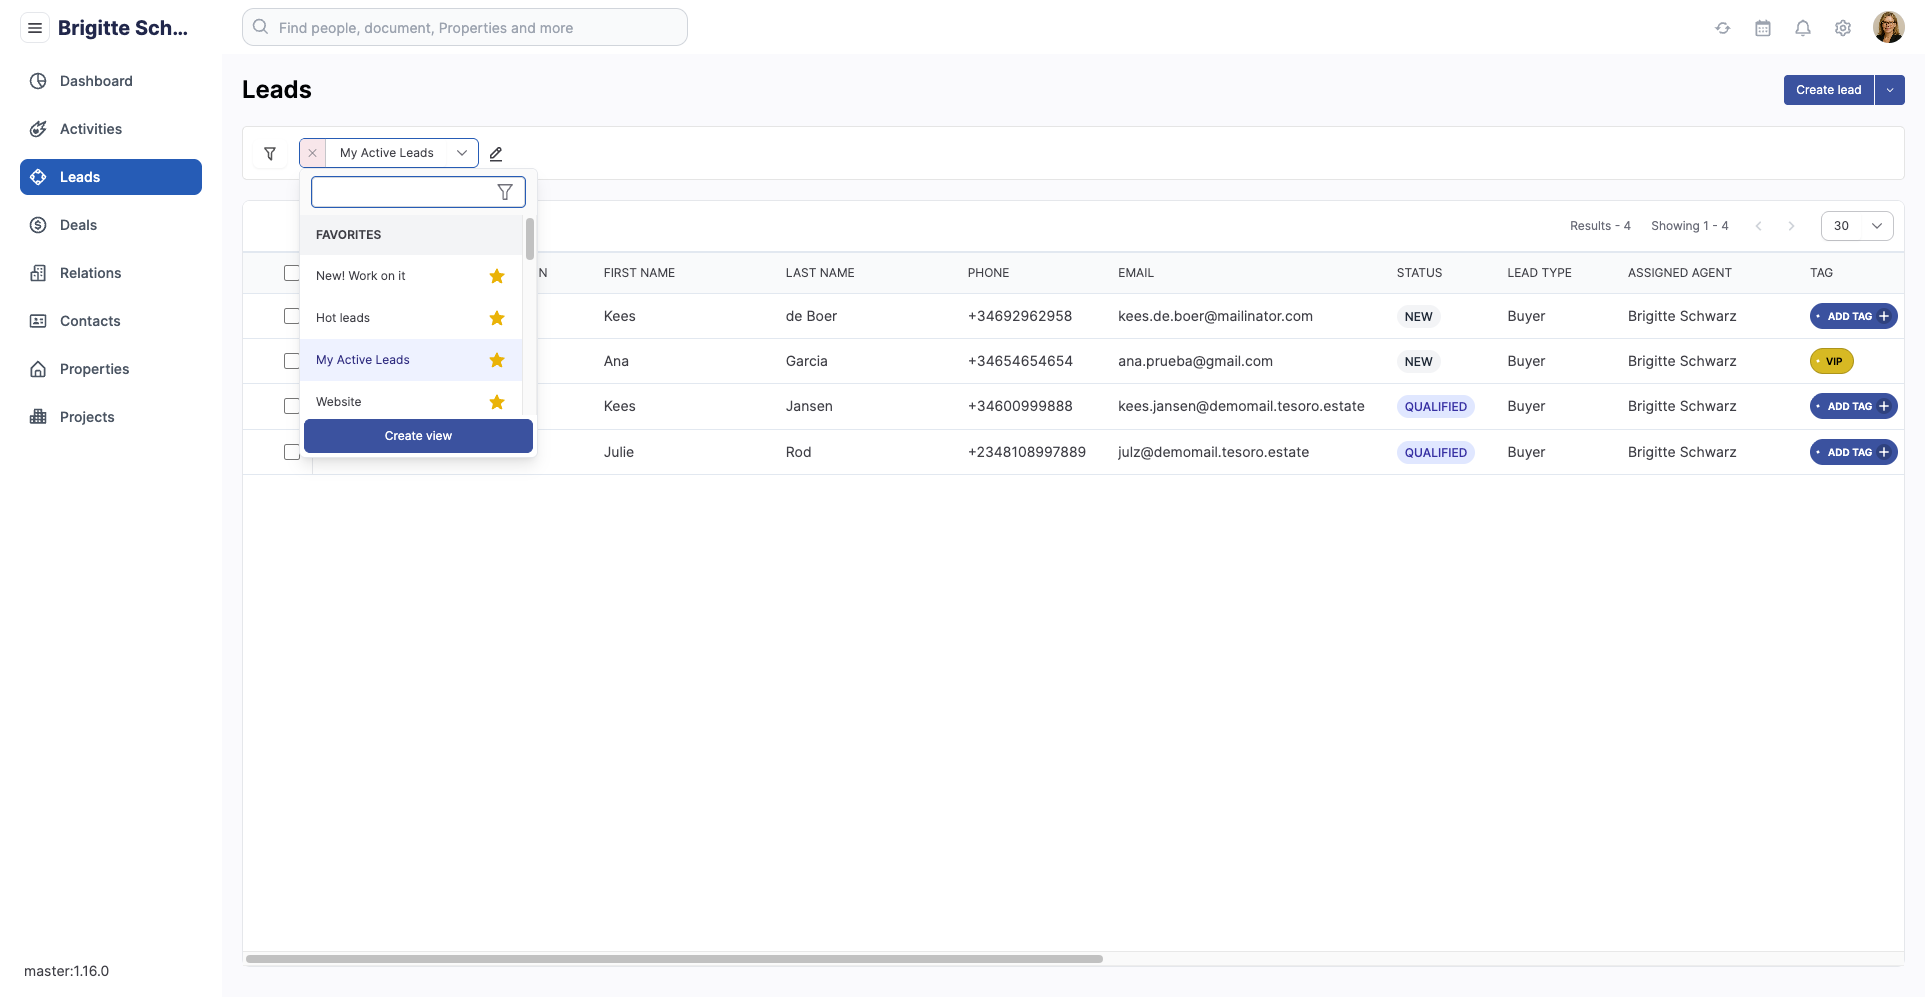 Brigitte Sch...
Find people, document, Properties and more
Dashboard
Activities
Leads
Deals
Relations
Contacts
Properties
Projects
master:1.16.0
Leads
Create lead
My Active Leads
FAVORITES
New! Work on it
Hot leads
My Active Leads
Website
Create view
Results - 4 Showing 1 - 4 30
N FIRST NAME LAST NAME PHONE EMAIL STATUS LEAD TYPE ASSIGNED AGENT TAG
Kees de Boer +34692962958 kees.de.boer@mailinator.com NEW Buyer Brigitte Schwarz ADD TAG +
Ana Garcia +34654654654 ana.prueba@gmail.com NEW Buyer Brigitte Schwarz VIP
Kees Jansen +34600999888 kees.jansen@demomail.tesoro.estate QUALIFIED Buyer Brigitte Schwarz ADD TAG +
Julie Rod +2348108997889 julz@demomail.tesoro.estate QUALIFIED Buyer Brigitte Schwarz ADD TAG +